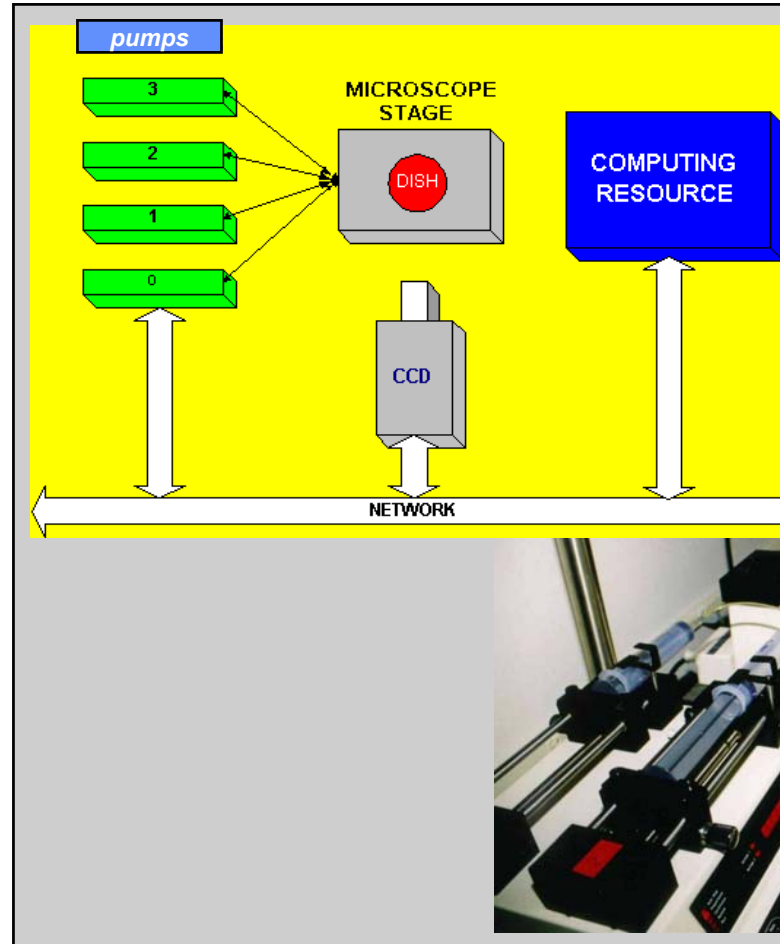 pumps
3
2
1
0
MICROSCOPE
STAGE
DISH
COMPUTING
RESOURCE
CCD
NETWORK